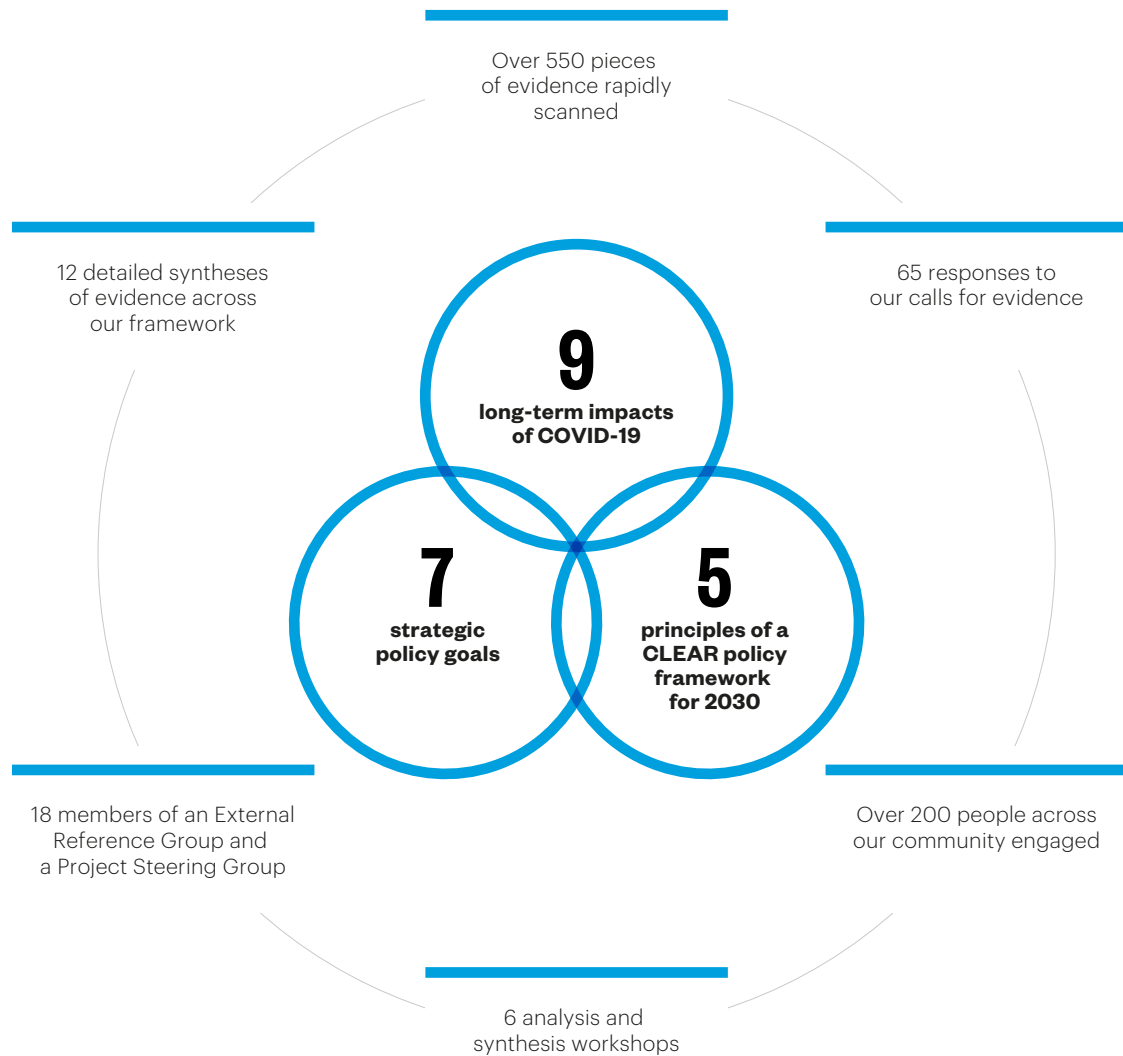 Over 550 pieces
of evidence rapidly
scanned
12 detailed syntheses
of evidence across
our framework
65 responses to
our calls for evidence
9
long-term impacts
of COVID-19
7
strategic
policy goals
5
principles of a
CLEAR policy
framework
for 2030
18 members of an External
Reference Group and
a Project Steering Group
Over 200 people across
our community engaged
6 analysis and
synthesis workshops